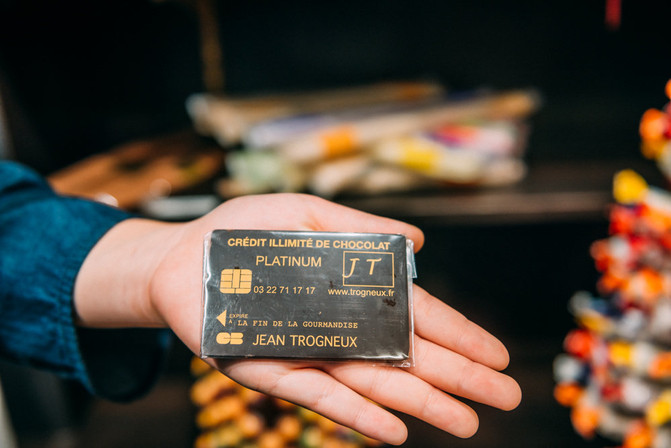 CRÉDIT ILLIMITÉ DE CHOCOLAT
PLATINUM
JT
03 22 71 17 17 www.trogneux.fr
EXPIRE
À LA FIN DE LA GOURMANDISE
CB JEAN TROGNEUX